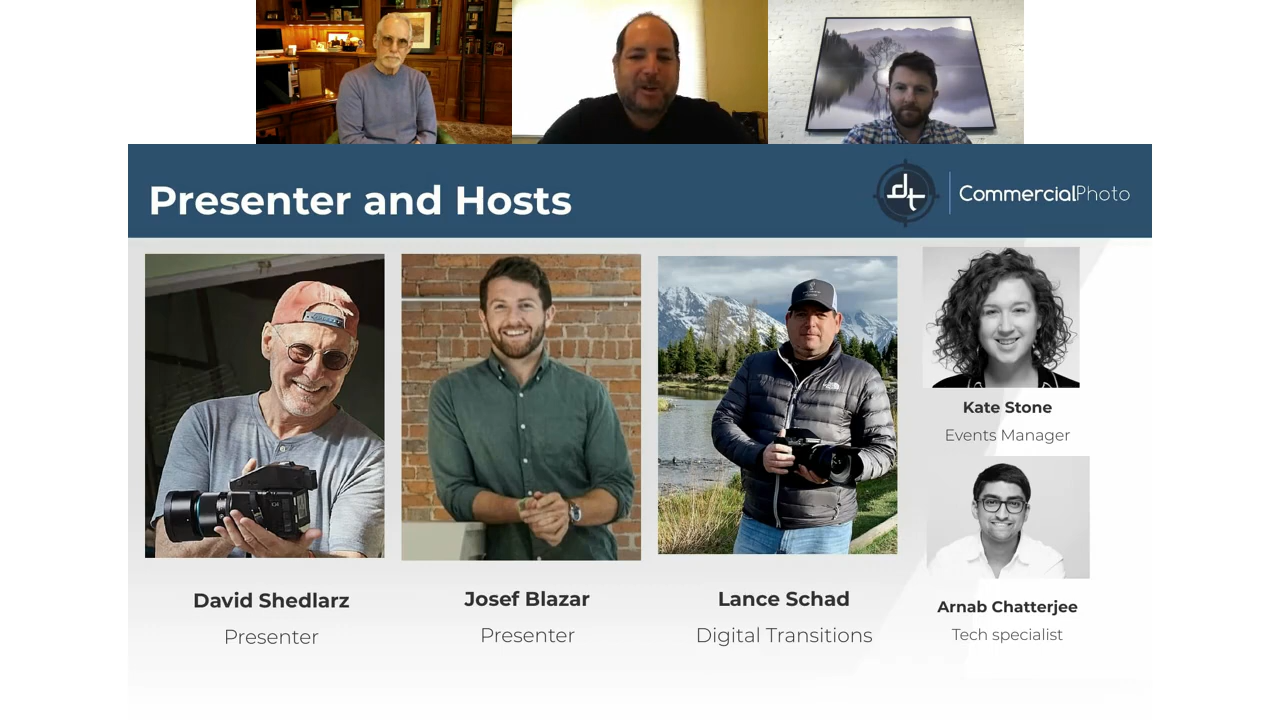 Presenter and Hosts
dt
CommercialPhoto
David Shedlarz
Presenter
Josef Blazar
Presenter
Lance Schad
Digital Transitions
Kate Stone
Events Manager
Arnab Chatterjee
Tech specialist